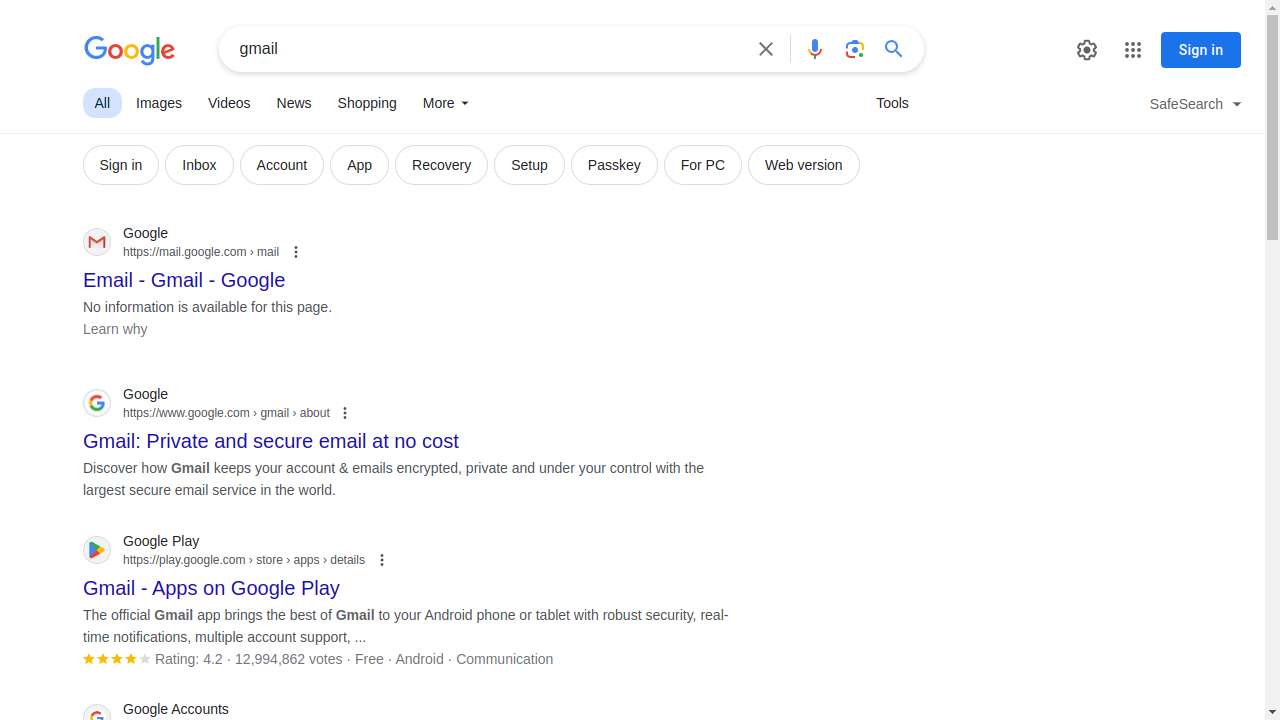 Google
gmail
Sign in
All
Images
Videos
News
Shopping
More
Tools
SafeSearch
Sign in
Inbox
Account
App
Recovery
Setup
Passkey
For PC
Web version
Google
https://mail.google.com › mail
Email - Gmail - Google
No information is available for this page.
Learn why
Google
https://www.google.com › gmail › about
Gmail: Private and secure email at no cost
Discover how Gmail keeps your account & emails encrypted, private and under your control with the
largest secure email service in the world.
Google Play
https://play.google.com › store › apps › details
Gmail - Apps on Google Play
The official Gmail app brings the best of Gmail to your Android phone or tablet with robust security, real-
time notifications, multiple account support, ...
Rating: 4.2 · 12,994,862 votes · Free · Android · Communication
Google Accounts